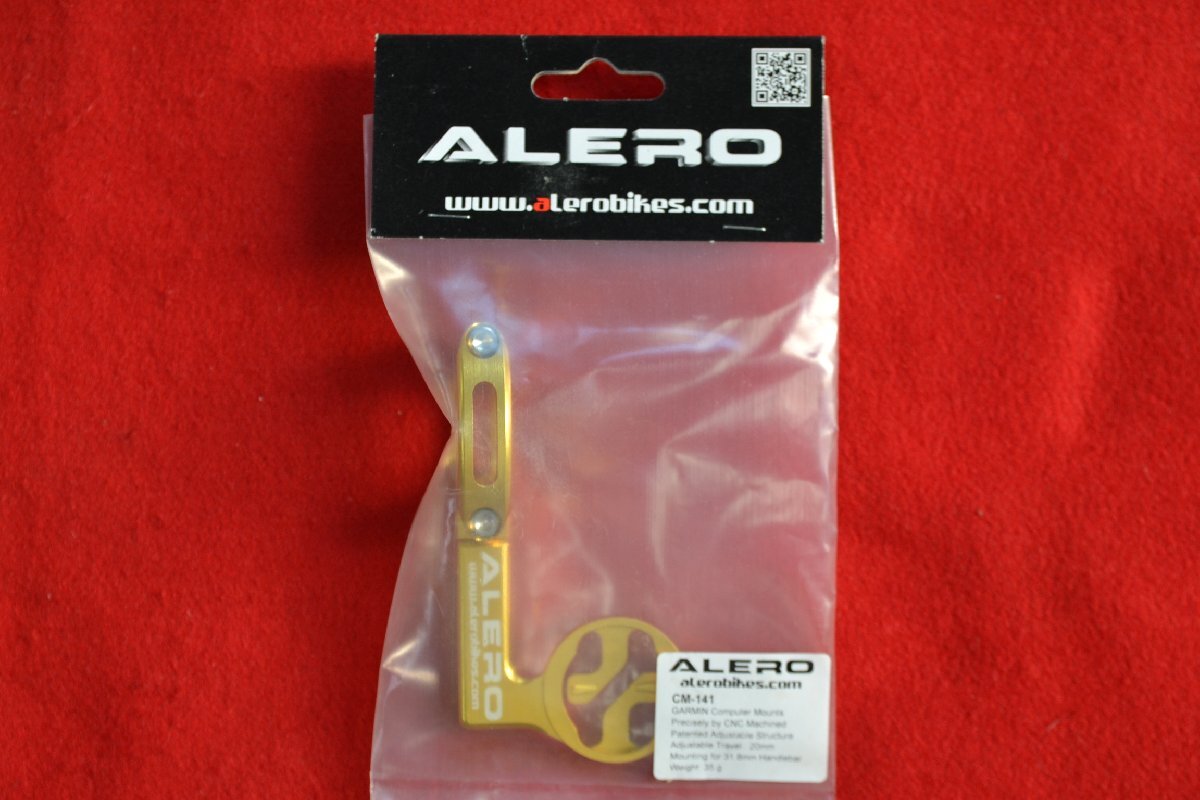 ALERO
www.alerobikes.com
ALERO
www.alerobikes.com
ALERO
alerobikes.com
CM-141
GARMIN Computer Mounts
Precisely by CNC Machined
Patented Adjustable Structure
Adjustable Travel : 20mm
Mounting for 31.8mm Handlebar
Weight: 35 g